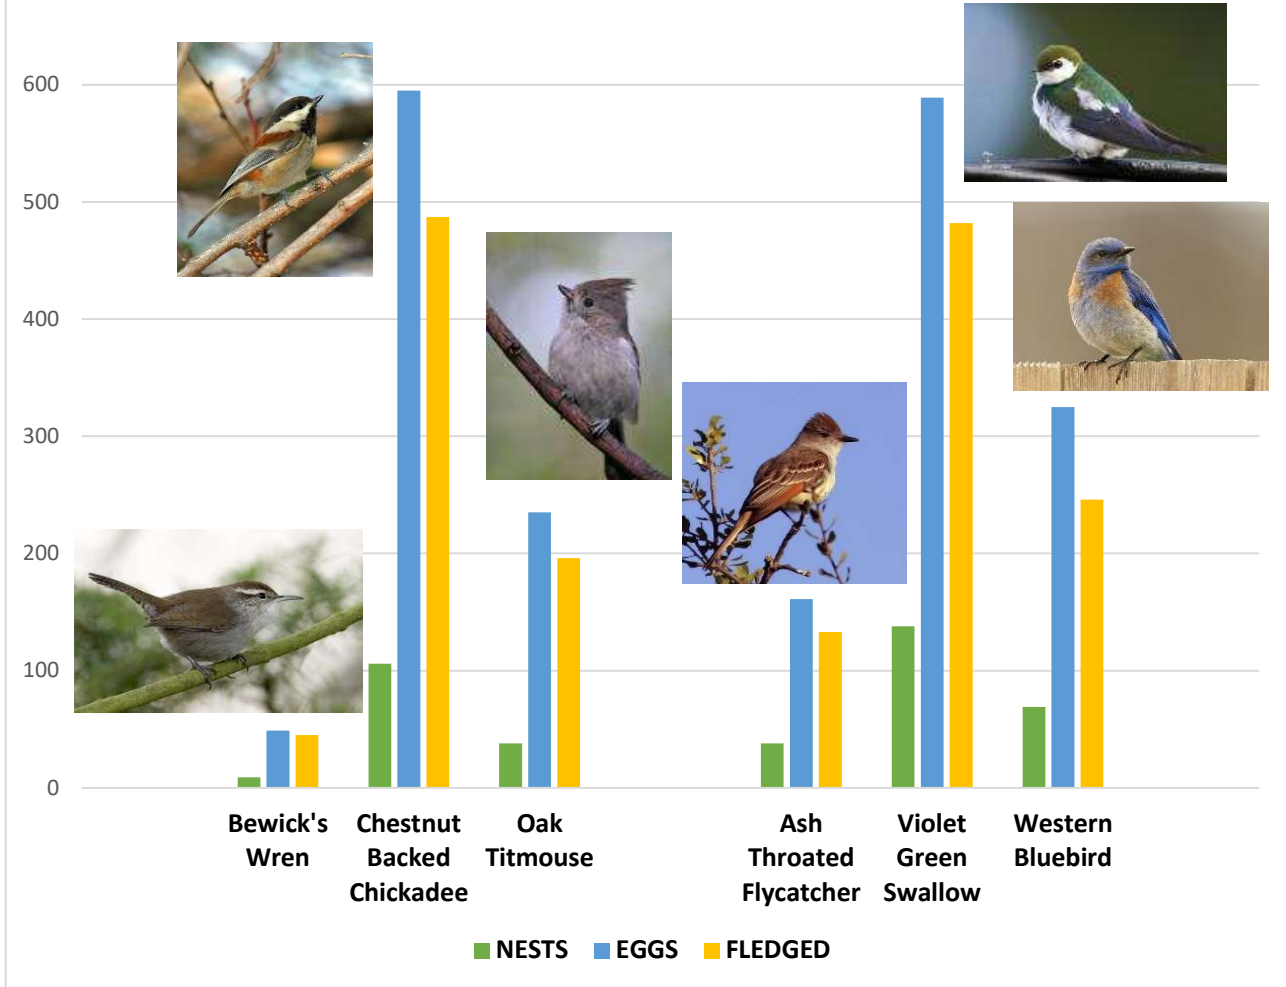 600
500
400
300
200
100
0
Bewick's
Wren
Chestnut
Backed
Chickadee
Oak
Titmouse
Ash
Throated
Flycatcher
Violet
Green
Swallow
Western
Bluebird
NESTS EGGS FLEDGED